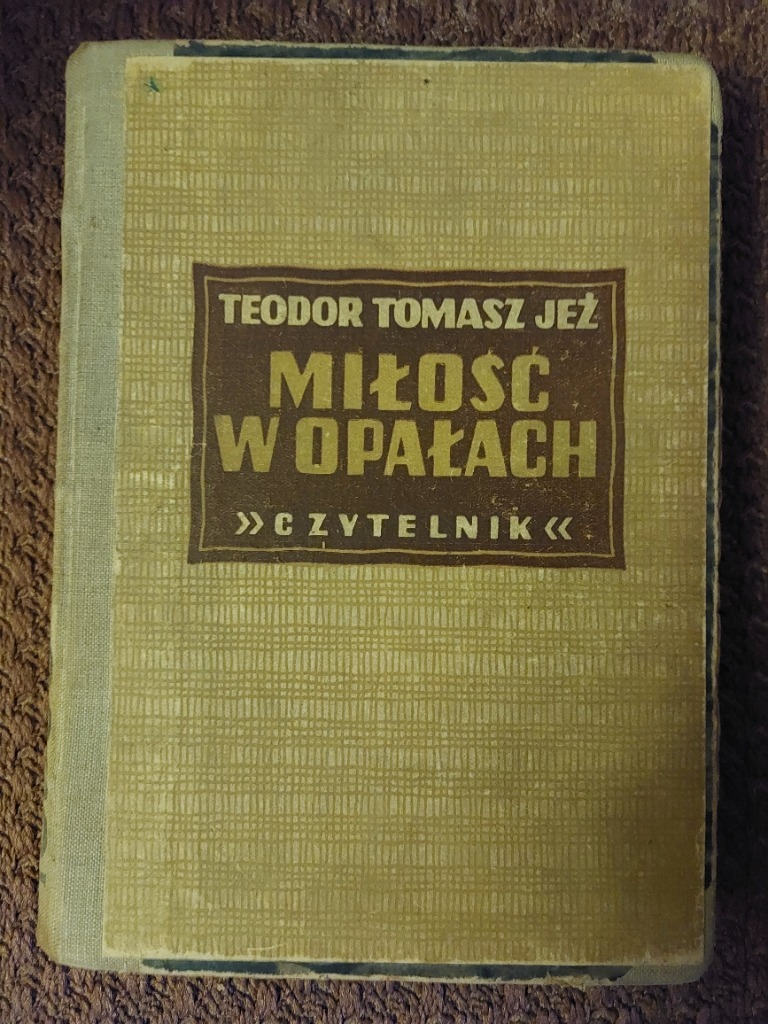 TEODOR TOMASZ JEŻ
MIŁOŚĆ
W OPAŁACH
»CZYTELNIK«